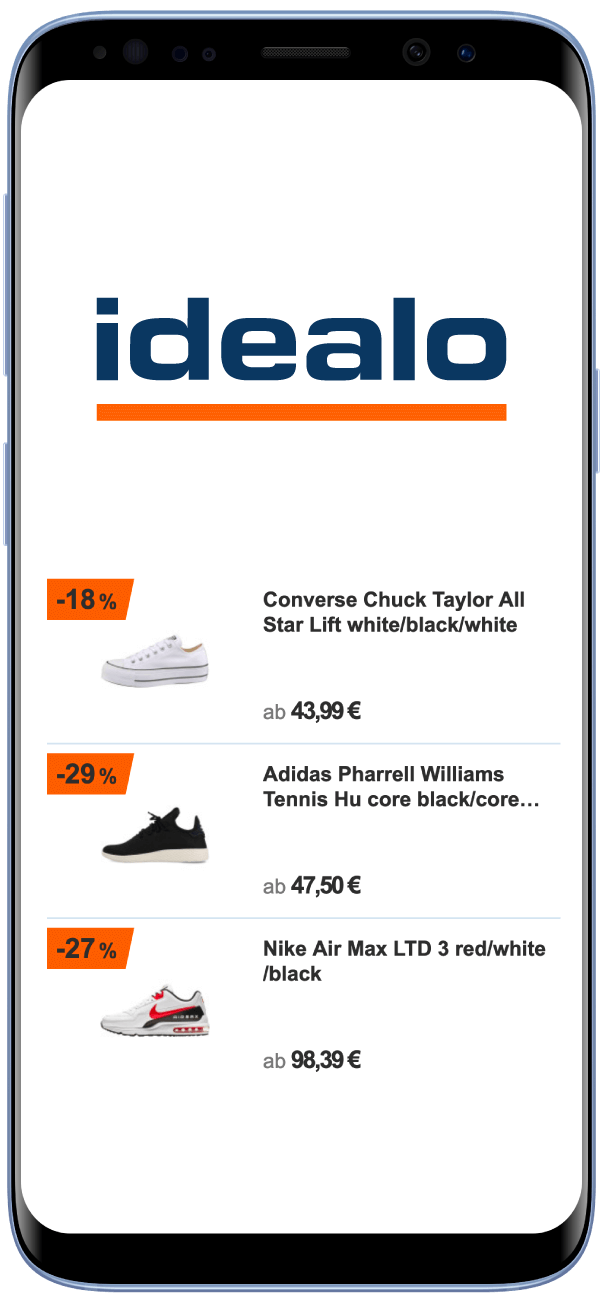 idealo
-18 %
Converse Chuck Taylor All
Star Lift white/black/white
ab 43,99 €
-29 %
Adidas Pharrell Williams
Tennis Hu core black/core…
ab 47,50 €
-27 %
Nike Air Max LTD 3 red/white
/black
ab 98,39 €